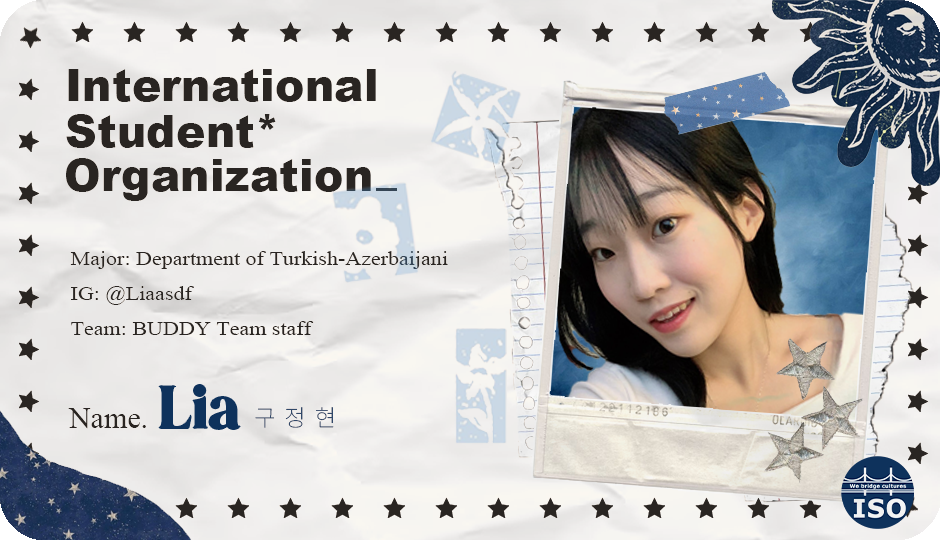 International
Student*
Organization_
Major: Department of Turkish-Azerbaijani
IG: @Liaasdf
Team: BUDDY Team staff
Name. Lia 구정현
We bridge cultures
ISO